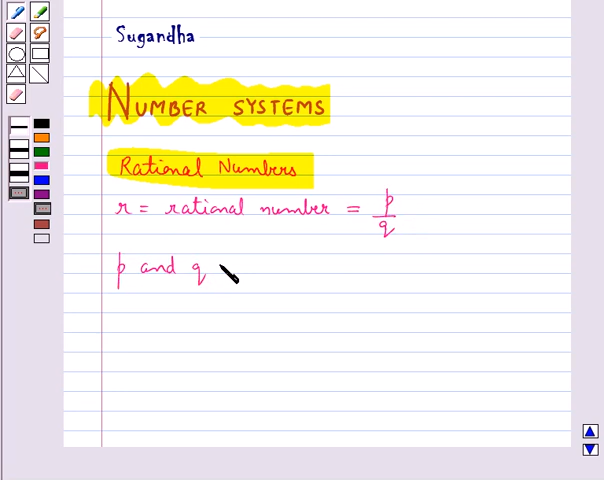 Sugandha
NUMBER SYSTEMS
Rational Numbers
r = rational number = p/q
p and q